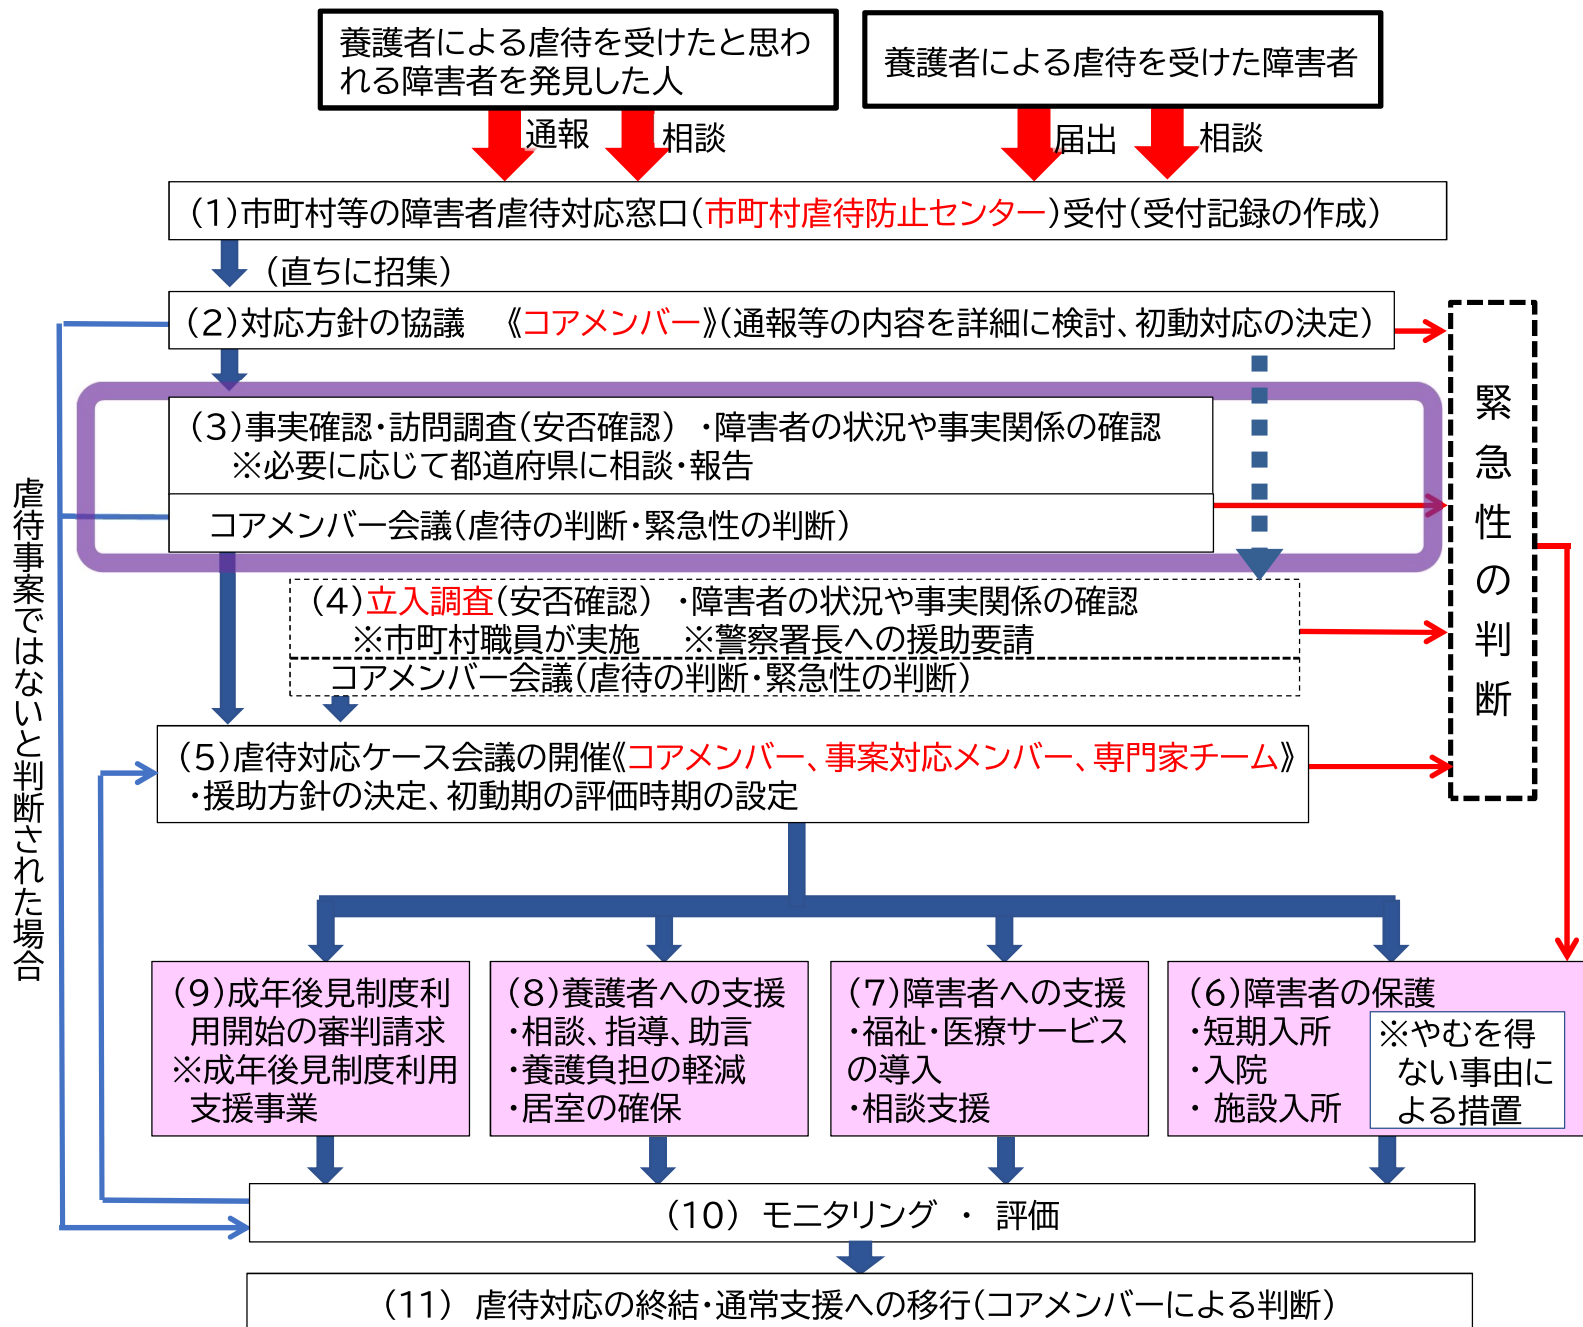 養護者による虐待を受けたと思わ
れる障害者を発見した人
養護者による虐待を受けた障害者
通報
相談
届出
相談
(1)市町村等の障害者虐待対応窓口(市町村虐待防止センター)受付(受付記録の作成)
(直ちに招集)
(2)対応方針の協議 《コアメンバー》(通報等の内容を詳細に検討、初動対応の決定)
(3)事実確認・訪問調査(安否確認) ・障害者の状況や事実関係の確認
※必要に応じて都道府県に相談・報告
コアメンバー会議(虐待の判断・緊急性の判断)
(4)立入調査(安否確認) ・障害者の状況や事実関係の確認
※市町村職員が実施 ※警察署長への援助要請
コアメンバー会議(虐待の判断・緊急性の判断)
緊急性の判断
虐待事案ではないと判断された場合
(5)虐待対応ケース会議の開催《コアメンバー、事案対応メンバー、専門家チーム》
・援助方針の決定、初動期の評価時期の設定
(9)成年後見制度利
用開始の審判請求
※成年後見制度利用
支援事業
(8)養護者への支援
・相談、指導、助言
・養護負担の軽減
・居室の確保
(7)障害者への支援
・福祉・医療サービス
の導入
・相談支援
(6)障害者の保護
・短期入所
・入院
・ 施設入所
※やむを得
ない事由に
よる措置
(10) モニタリング ・ 評価
(11) 虐待対応の終結・通常支援への移行(コアメンバーによる判断)